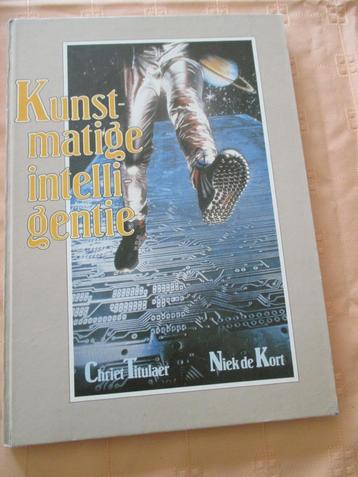 Kunst-
matige
intelli-
gentie
Chriet Titulaer Niek de Kort